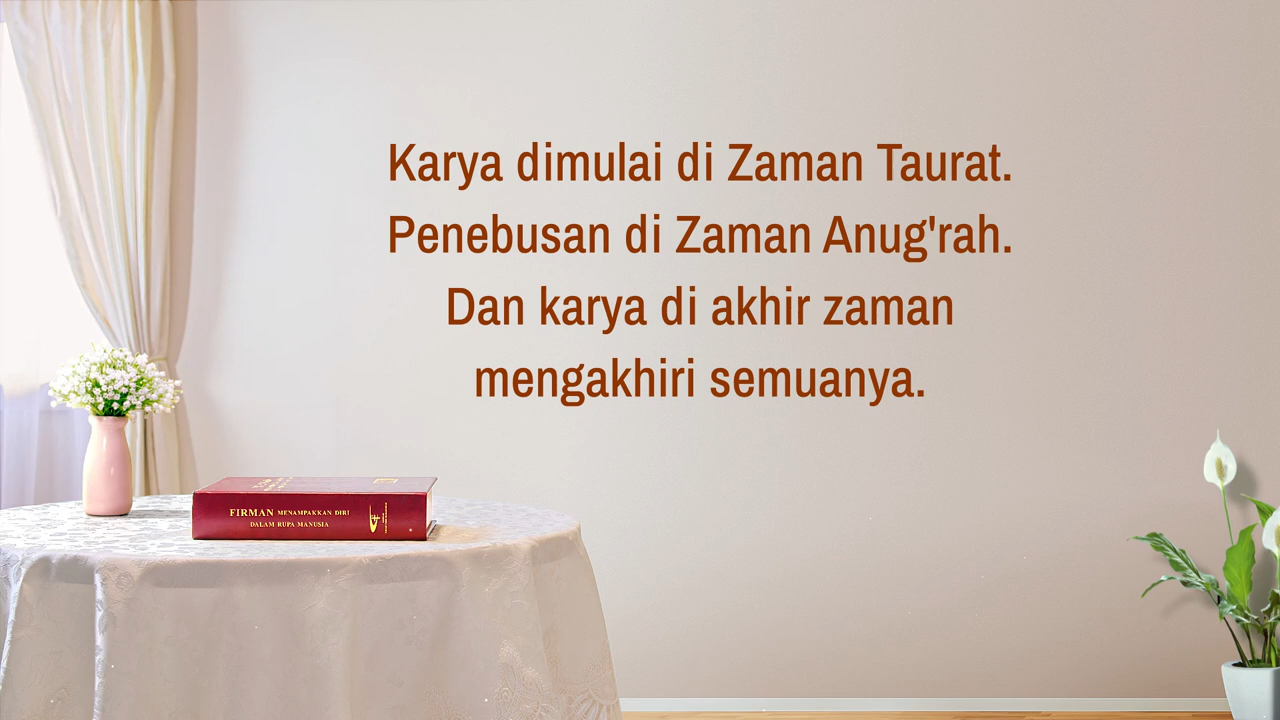 Karya dimulai di Zaman Taurat.
Penebusan di Zaman Anug'rah.
Dan karya di akhir zaman
mengakhiri semuanya.
FIRMAN MENAMPAKKAN DIRI
DALAM RUPA MANUSIA